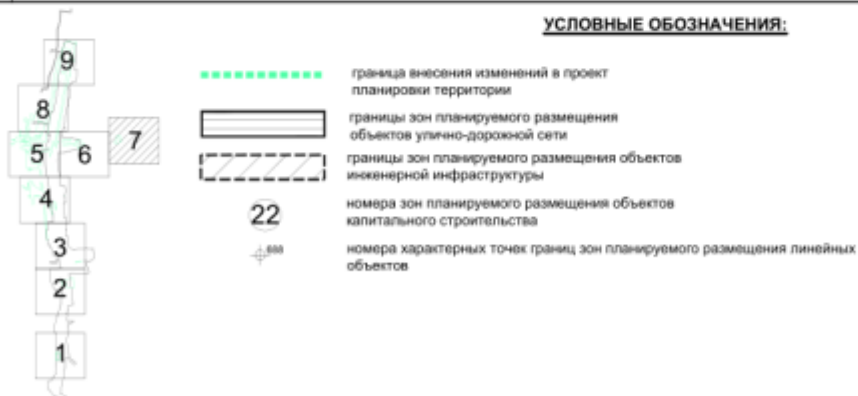 УСЛОВНЫЕ ОБОЗНАЧЕНИЯ:
9
8
7
5
6
4
3
2
1
граница внесения изменений в проект
планировки территории
границы зон планируемого размещения
объектов улично-дорожной сети
границы зон планируемого размещения объектов
инженерной инфраструктуры
22
номера зон планируемого размещения объектов
капитального строительства
888
номера характерных точек границ зон планируемого размещения линейных
объектов